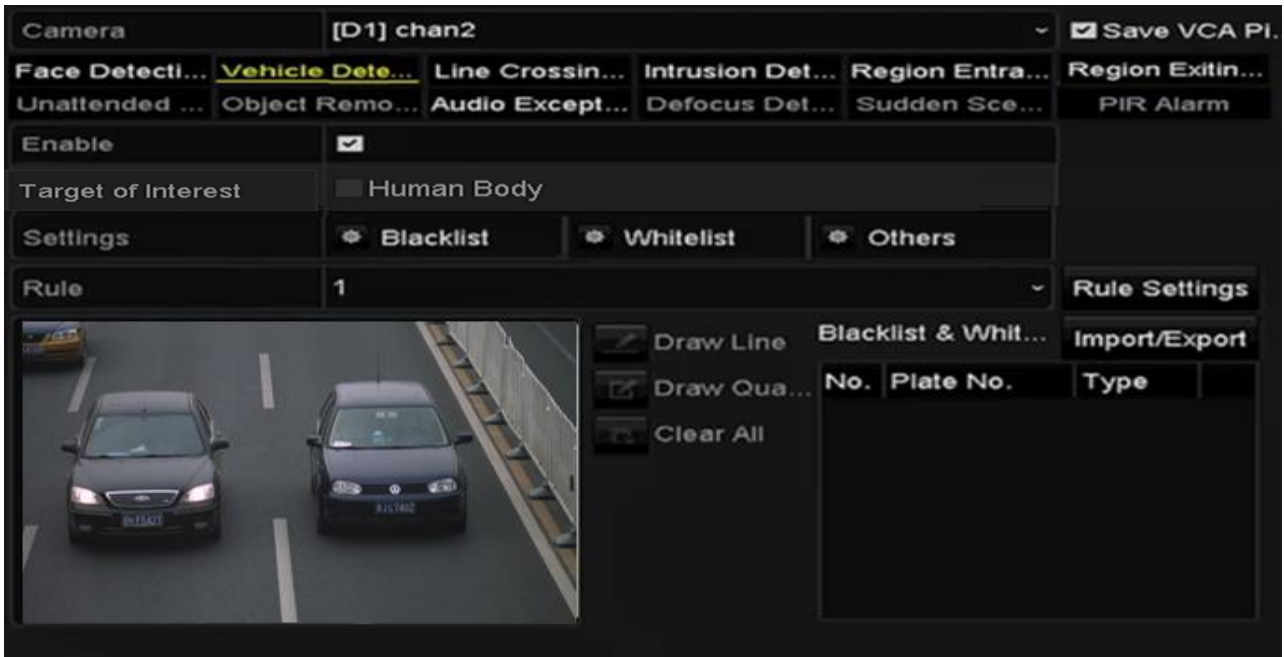 Camera [D1] chan2 Save VCA Pi..
Face Detecti... Vehicle Dete... Line Crossin... Intrusion Det... Region Entra... Region Exitin...
Unattended ... Object Remo... Audio Except... Defocus Det... Sudden Sce... PIR Alarm
Enable
Target of Interest Human Body
Settings Blacklist Whitelist Others
Rule 1 Rule Settings
Draw Line Blacklist & Whit... Import/Export
Draw Qua... No. Plate No. Type
Clear All